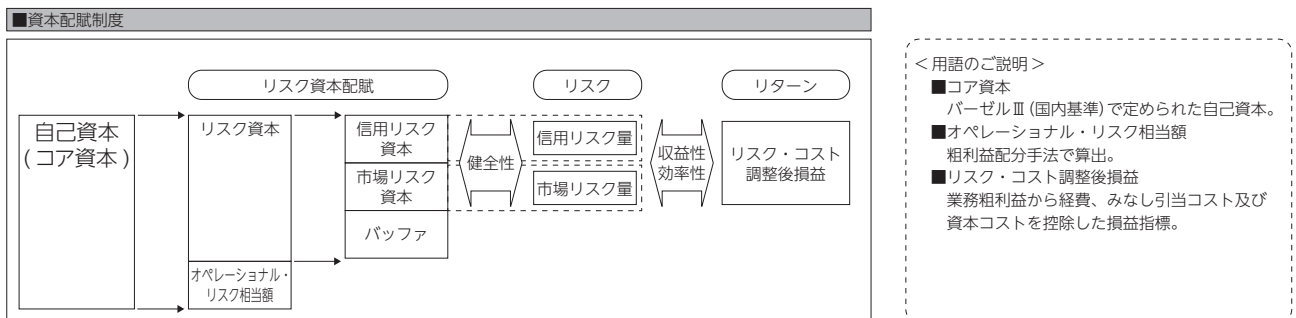 ■資本配賦制度
リスク資本配賦
リスク
リターン
自己資本
(コア資本)
リスク資本
オペレーショナル・
リスク相当額
信用リスク
資本
市場リスク
資本
バッファ
健全性
信用リスク量
市場リスク量
収益性
効率性
リスク・コスト
調整後損益
<用語のご説明>
■コア資本
バーゼルⅢ(国内基準)で定められた自己資本。
■オペレーショナル・リスク相当額
粗利益配分手法で算出。
■リスク・コスト調整後損益
業務粗利益から経費、みなし引当コスト及び
資本コストを控除した損益指標。